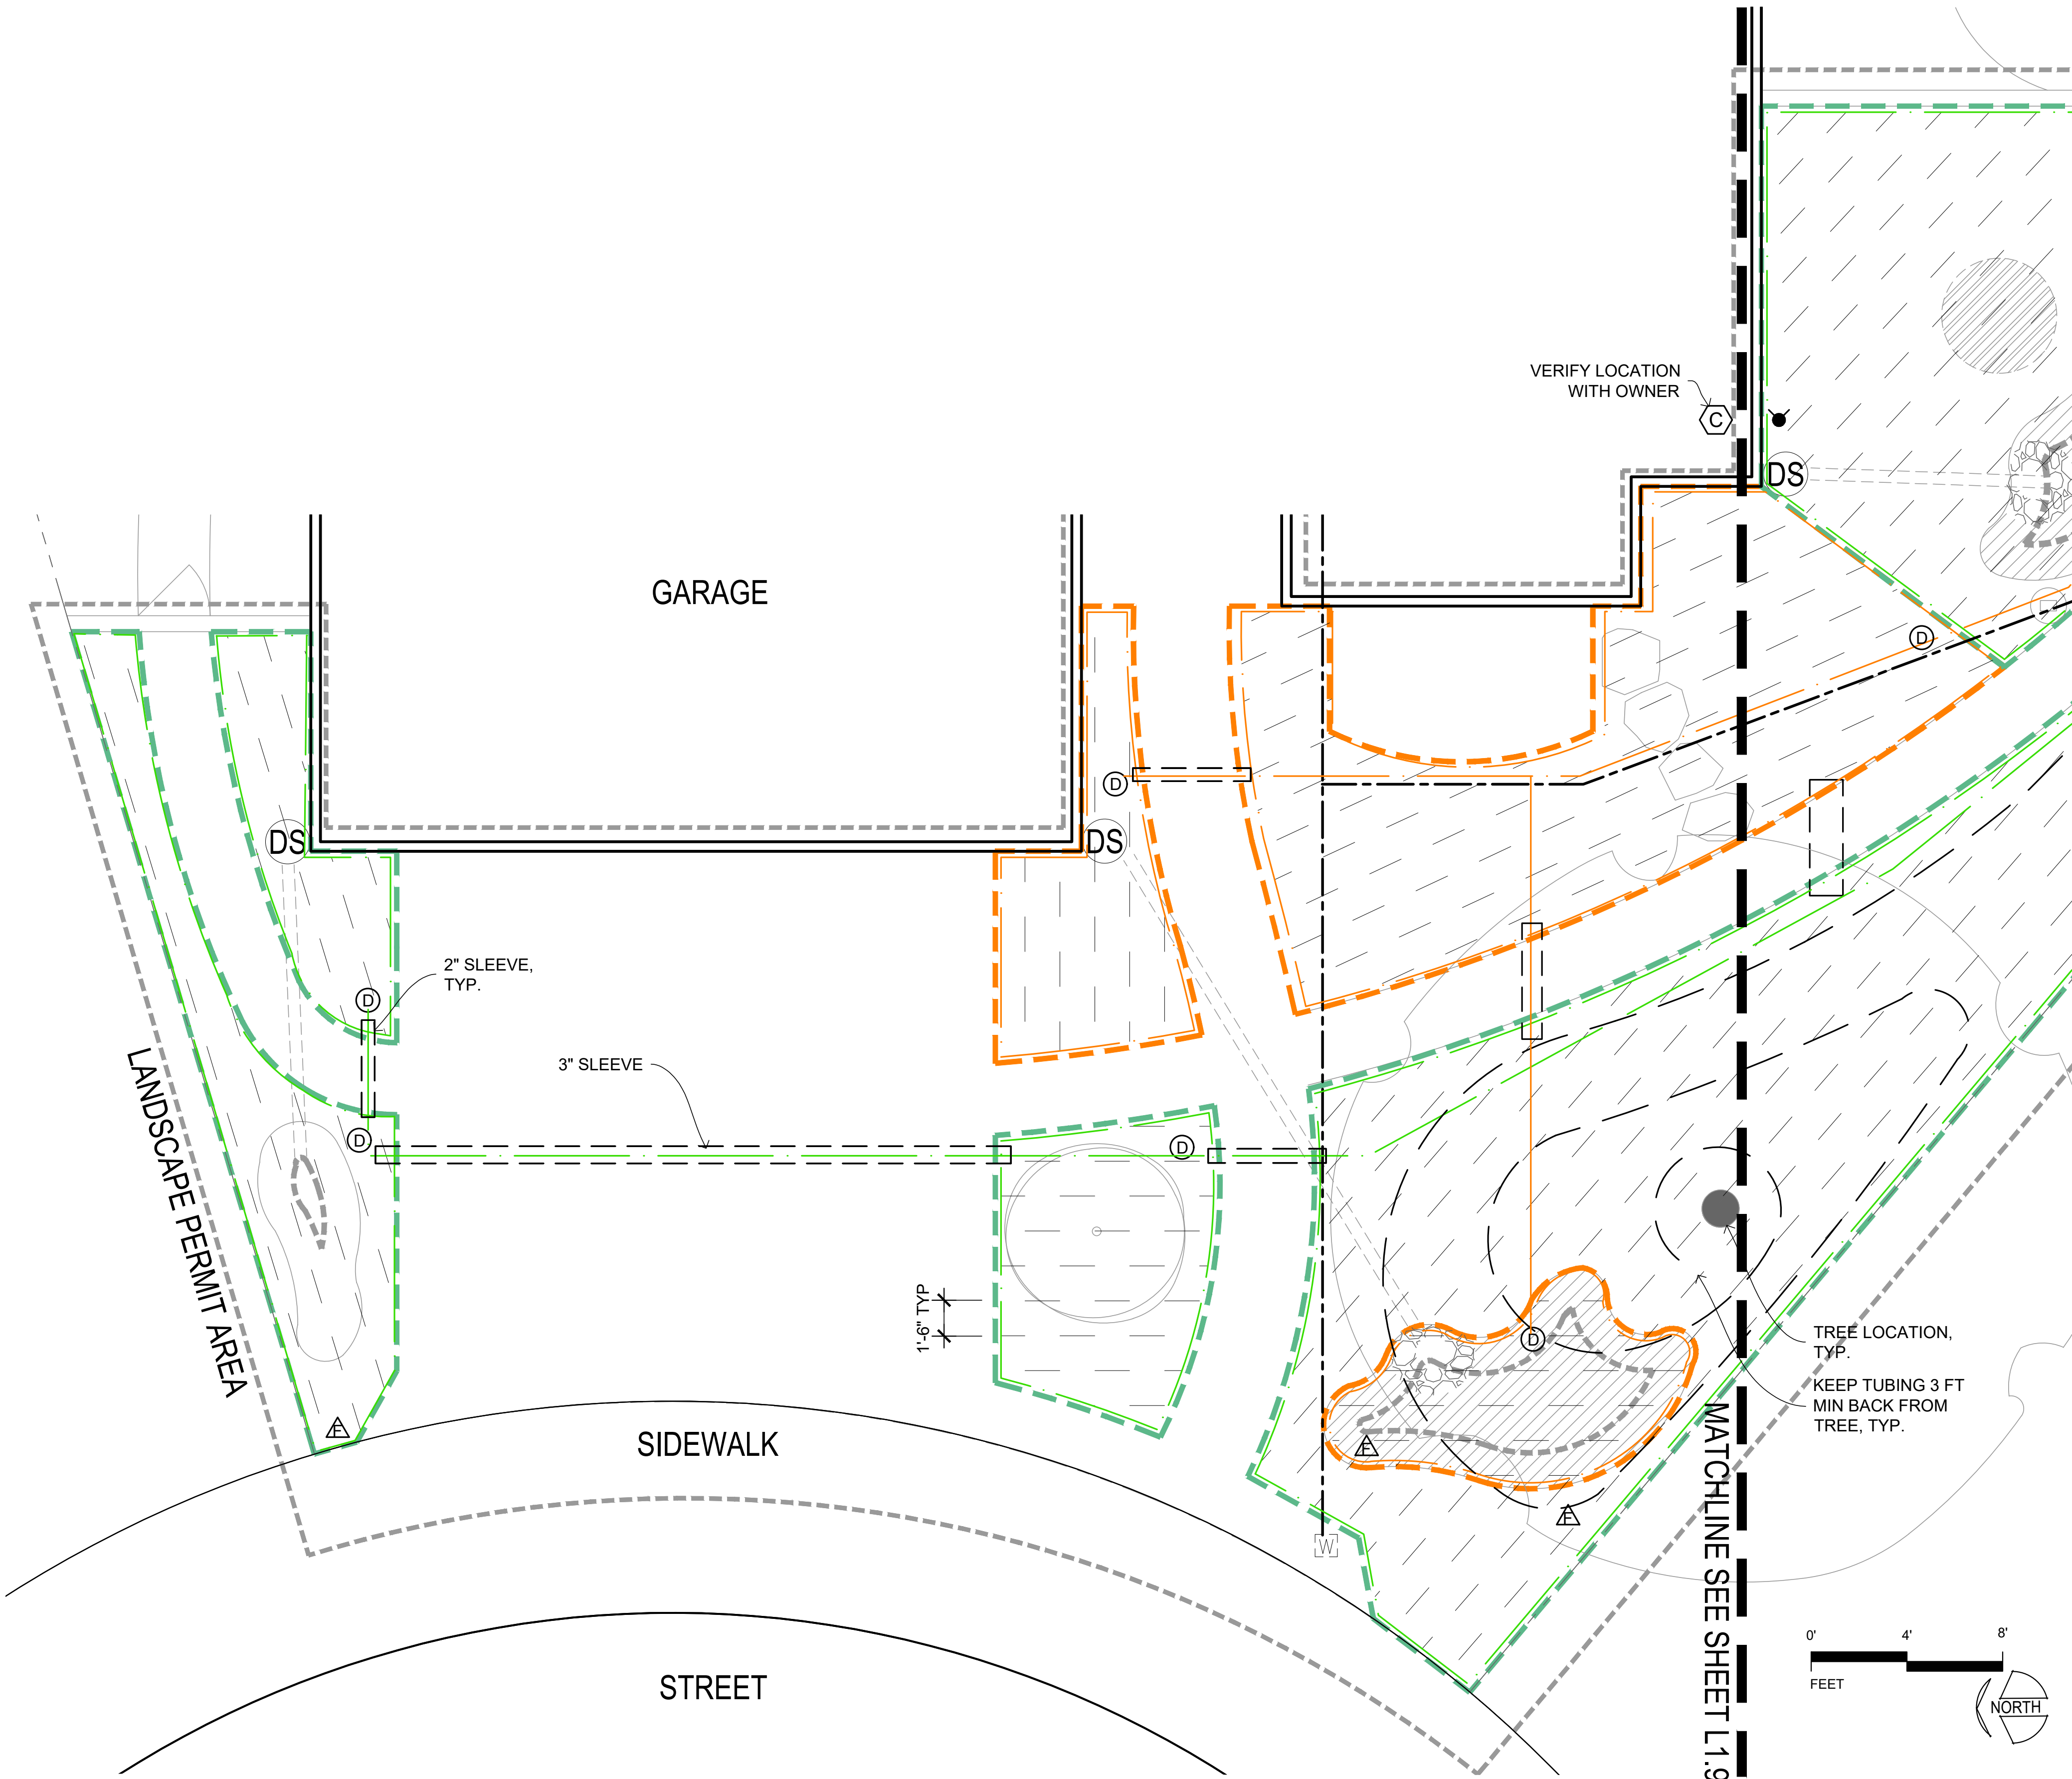 VERIFY LOCATION
WITH OWNER
C
DS
GARAGE
D
D
DS
DS
2" SLEEVE,
TYP.
D
3" SLEEVE
LANDSCAPE PERMIT AREA
D
D
1'-6" TYP
TREE LOCATION,
TYP.
D
KEEP TUBING 3 FT
MIN BACK FROM
TREE, TYP.
F
SIDEWALK
F
F
W
MATCHLINE SEE SHEET L1.9
0' 4' 8'
FEET
NORTH
STREET